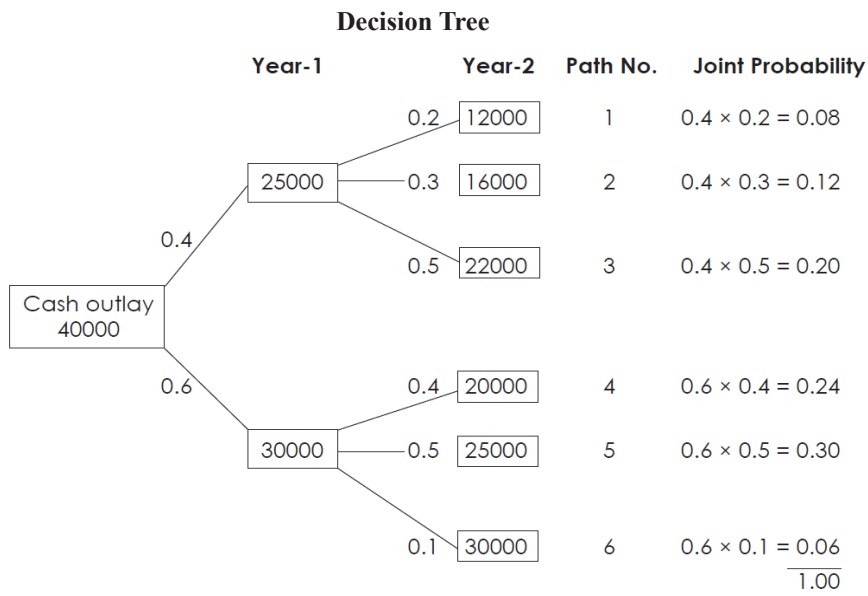 Decision Tree
Year-1 Year-2 Path No. Joint Probability
0.2 12000 1 0.4 × 0.2 = 0.08
25000 0.3 16000 2 0.4 × 0.3 = 0.12
0.4
0.5 22000 3 0.4 × 0.5 = 0.20
Cash outlay
40000
0.6 0.4 20000 4 0.6 × 0.4 = 0.24
30000 0.5 25000 5 0.6 × 0.5 = 0.30
0.1 30000 6 0.6 × 0.1 = 0.06
1.00